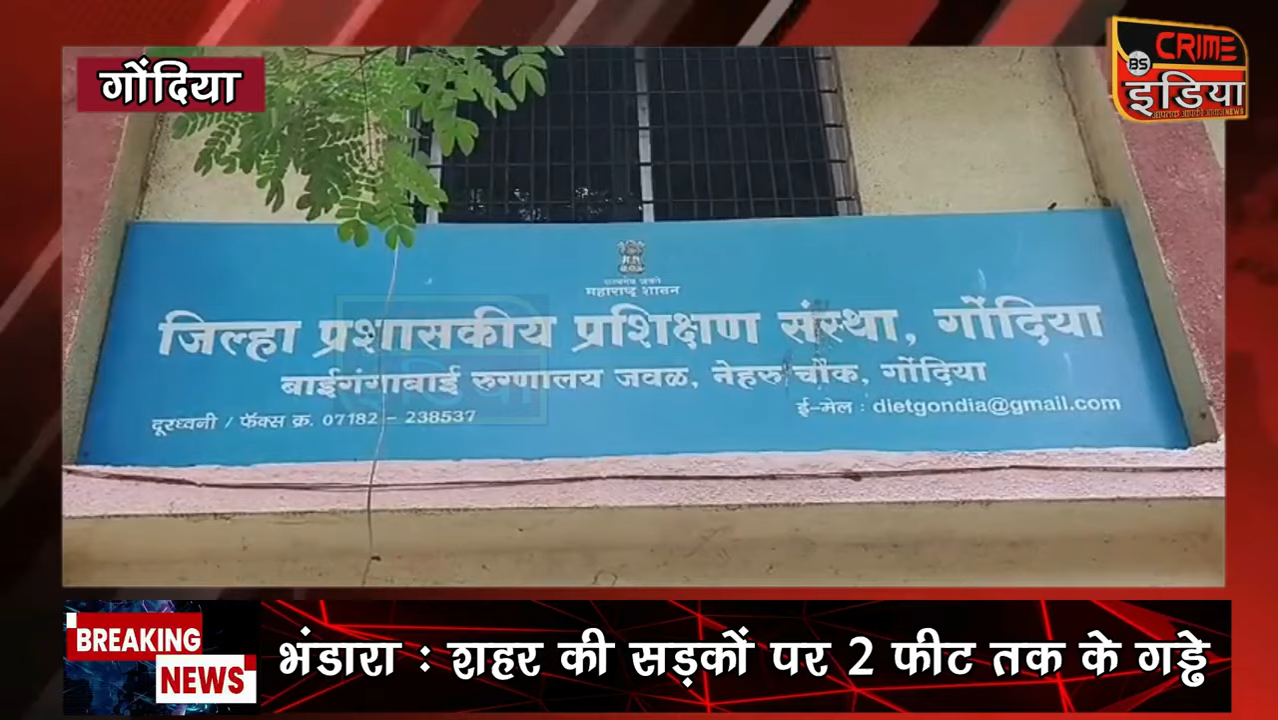 गोंदिया
CRIME
BS
इंडिया
महाराष्ट्र शासन
जिल्हा प्रशासकीय प्रशिक्षण संस्था, गोंदिया
बाईगंगाबाई रुग्णालय जवळ, नेहरु चौक, गोंदिया
दूरध्वनी / फॅक्स क्र. 07182 - 238537
ई-मेल : dietgondia@gmail.com
BREAKING
NEWS
भंडारा : शहर की सड़कों पर 2 फीट तक के गड्ढे